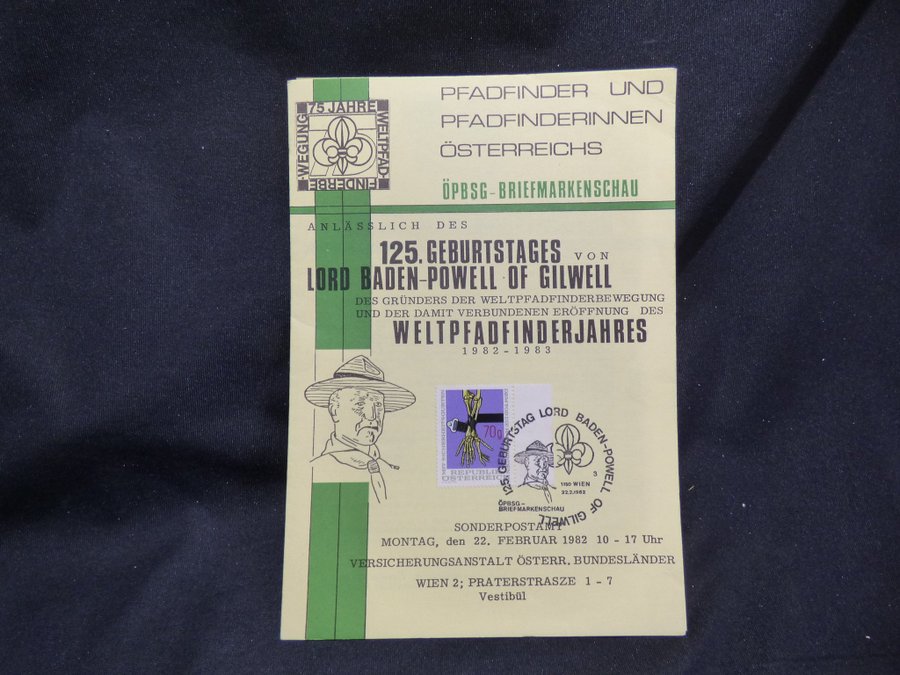 75 JAHRE
WELTPFAD
FINDERBE
WEGUNG
PFADFINDER UND
PFADFINDERINNEN
ÖSTERREICHS
ÖPBSG-BRIEFMARKENSCHAU
ANLÄSSLICH DES
125. GEBURTSTAGES VON
LORD BADEN-POWELL OF GILWELL
DES GRÜNDERS DER WELTPFADFINDERBEWEGUNG
UND DER DAMIT VERBUNDENEN ERÖFFNUNG DES
WELTPFADFINDERJAHRES
1982-1983
70g
REPUBLIK
ÖSTERREICH
125. GEBURTSTAG LORD BADEN-POWELL OF GILWELL
3
22.2.1982
ÖPBSG-
BRIEFMARKENSCHAU
SONDERPOSTAMT
MONTAG, den 22. FEBRUAR 1982 10 - 17 Uhr
VERSICHERUNGSANSTALT ÖSTERR. BUNDESLÄNDER
WIEN 2; PRATERSTRASZE 1 - 7
Vestibül